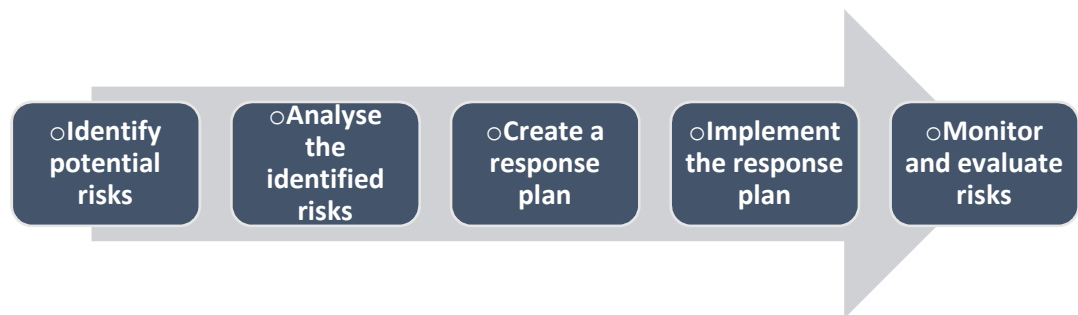 ○Identify
potential
risks
○Analyse
the
identified
risks
○Create a
response
plan
○Implement
the response
plan
○Monitor
and evaluate
risks